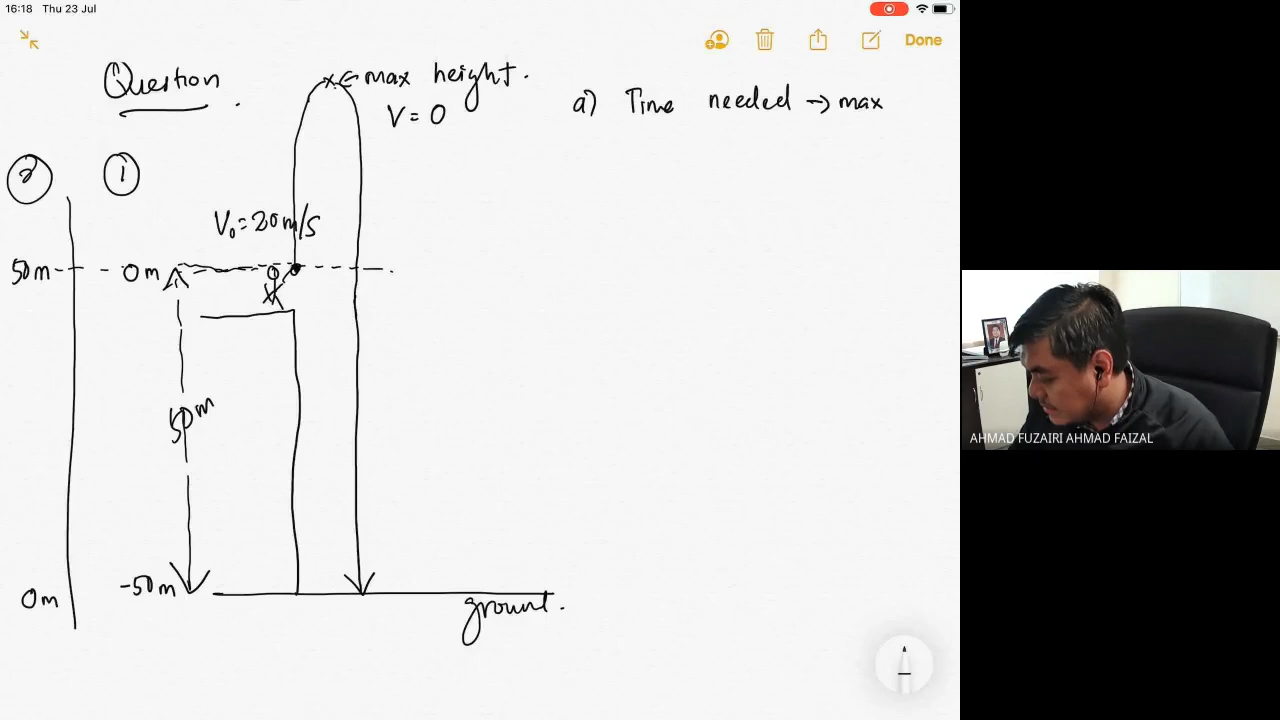 16:18 Thu 23 Jul
Done
Question.
max height.
V = 0
a) Time needed → max
2
1
V₀ = 20 m/s
50m
0m
50m
-50m
0m
ground.
AHMAD FUZAIRI AHMAD FAIZAL